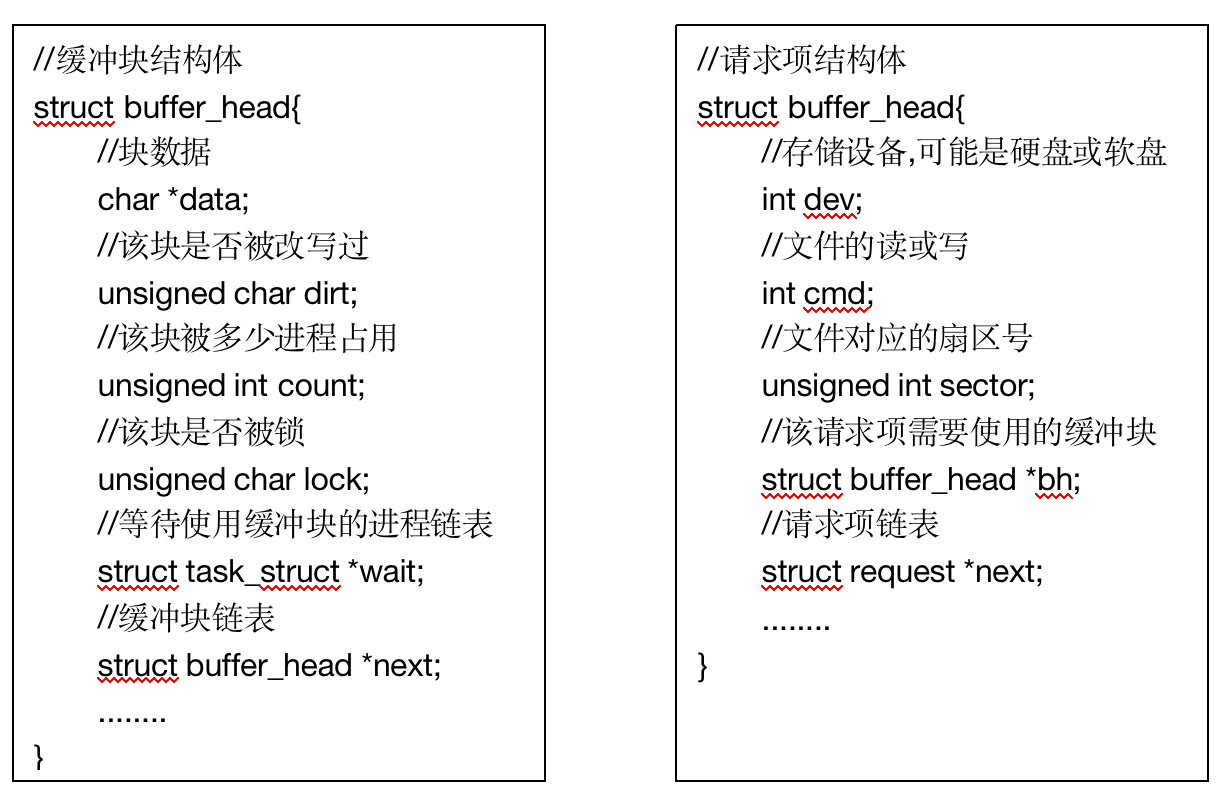 //缓冲块结构体
struct buffer_head{
//块数据
char *data;
//该块是否被改写过
unsigned char dirt;
//该块被多少进程占用
unsigned int count;
//该块是否被锁
unsigned char lock;
//等待使用缓冲块的进程链表
struct task_struct *wait;
//缓冲块链表
struct buffer_head *next;
........
}
//请求项结构体
struct buffer_head{
//存储设备,可能是硬盘或软盘
int dev;
//文件的读或写
int cmd;
//文件对应的扇区号
unsigned int sector;
//该请求项需要使用的缓冲块
struct buffer_head *bh;
//请求项链表
struct request *next;
........
}